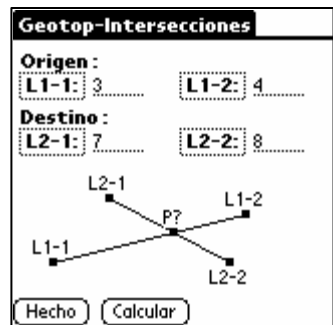 Geotop-Intersecciones
Origen:
L1-1: 3 L1-2: 4
Destino:
L2-1: 7 L2-2: 8
L2-1
L1-2
P?
L1-1
L2-2
Hecho Calcular